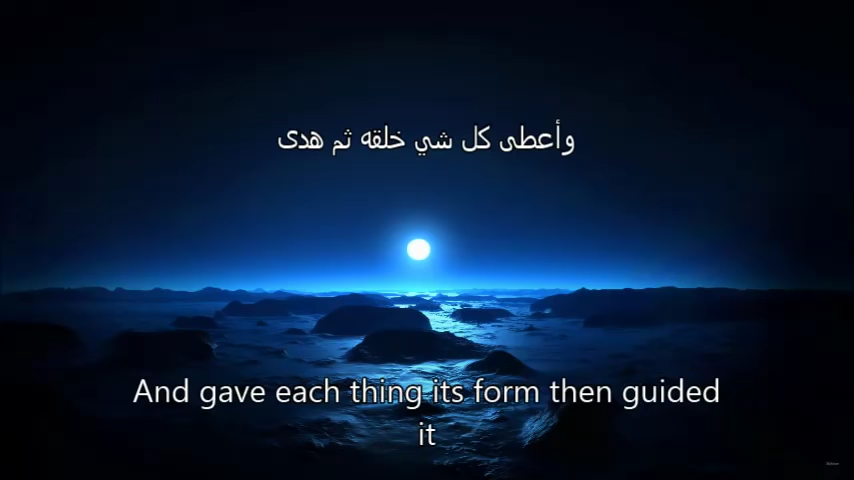 وأعطى كل شي خلقه ثم هدى
And gave each thing its form then guided
it